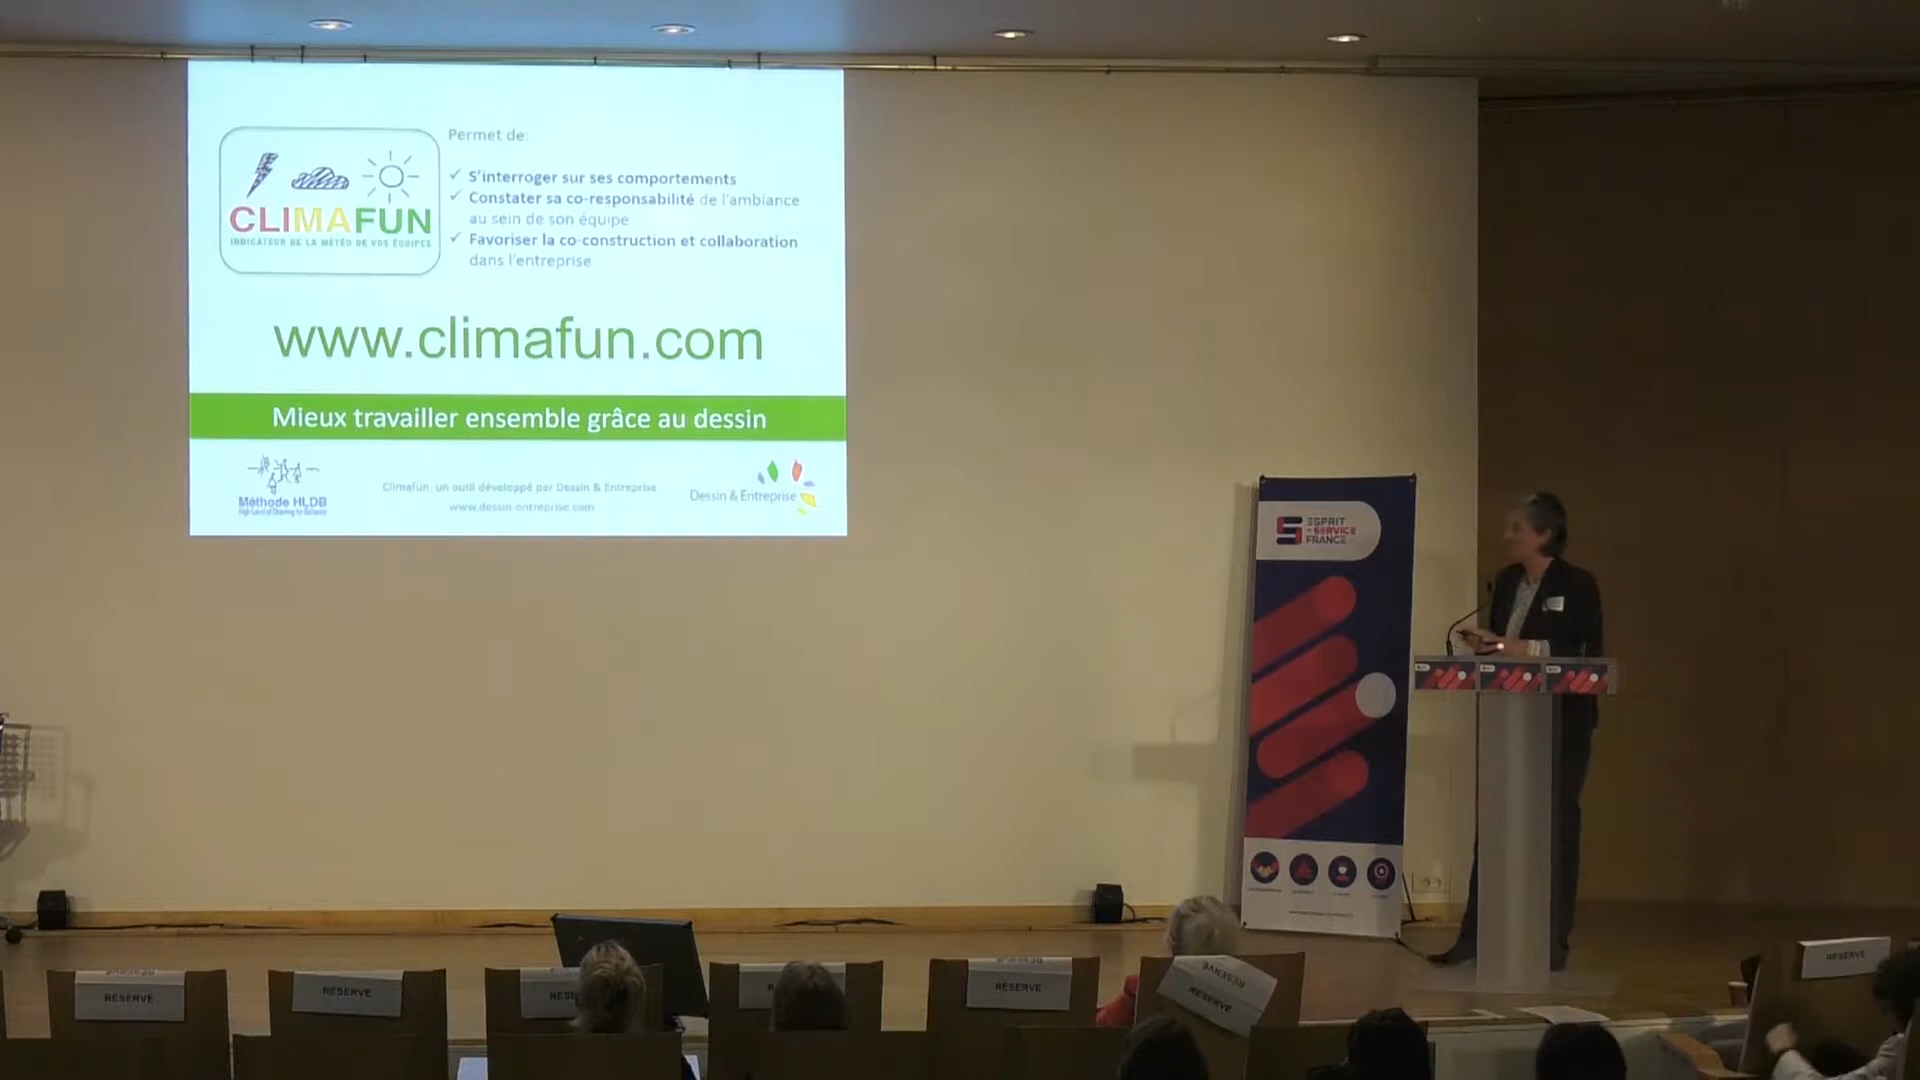 Permet de:
CLIMAFUN
INDICATEUR DE LA MÉTÉO DE VOS ÉQUIPES
✓ S'interroger sur ses comportements
✓ Constater sa co-responsabilité de l'ambiance
au sein de son équipe
✓ Favoriser la co-construction et collaboration
dans l'entreprise
www.climafun.com
Mieux travailler ensemble grâce au dessin
Méthode HLDB
Climafun, un outil développé par Dessin & Entreprise
www.dessin-entreprise.com
Dessin & Entreprise
ESPRIT
DE SERVICE
FRANCE
RÉSERVÉ
RÉSERVÉ
RÉSERVÉ
RÉSERVÉ
RÉSERVÉ